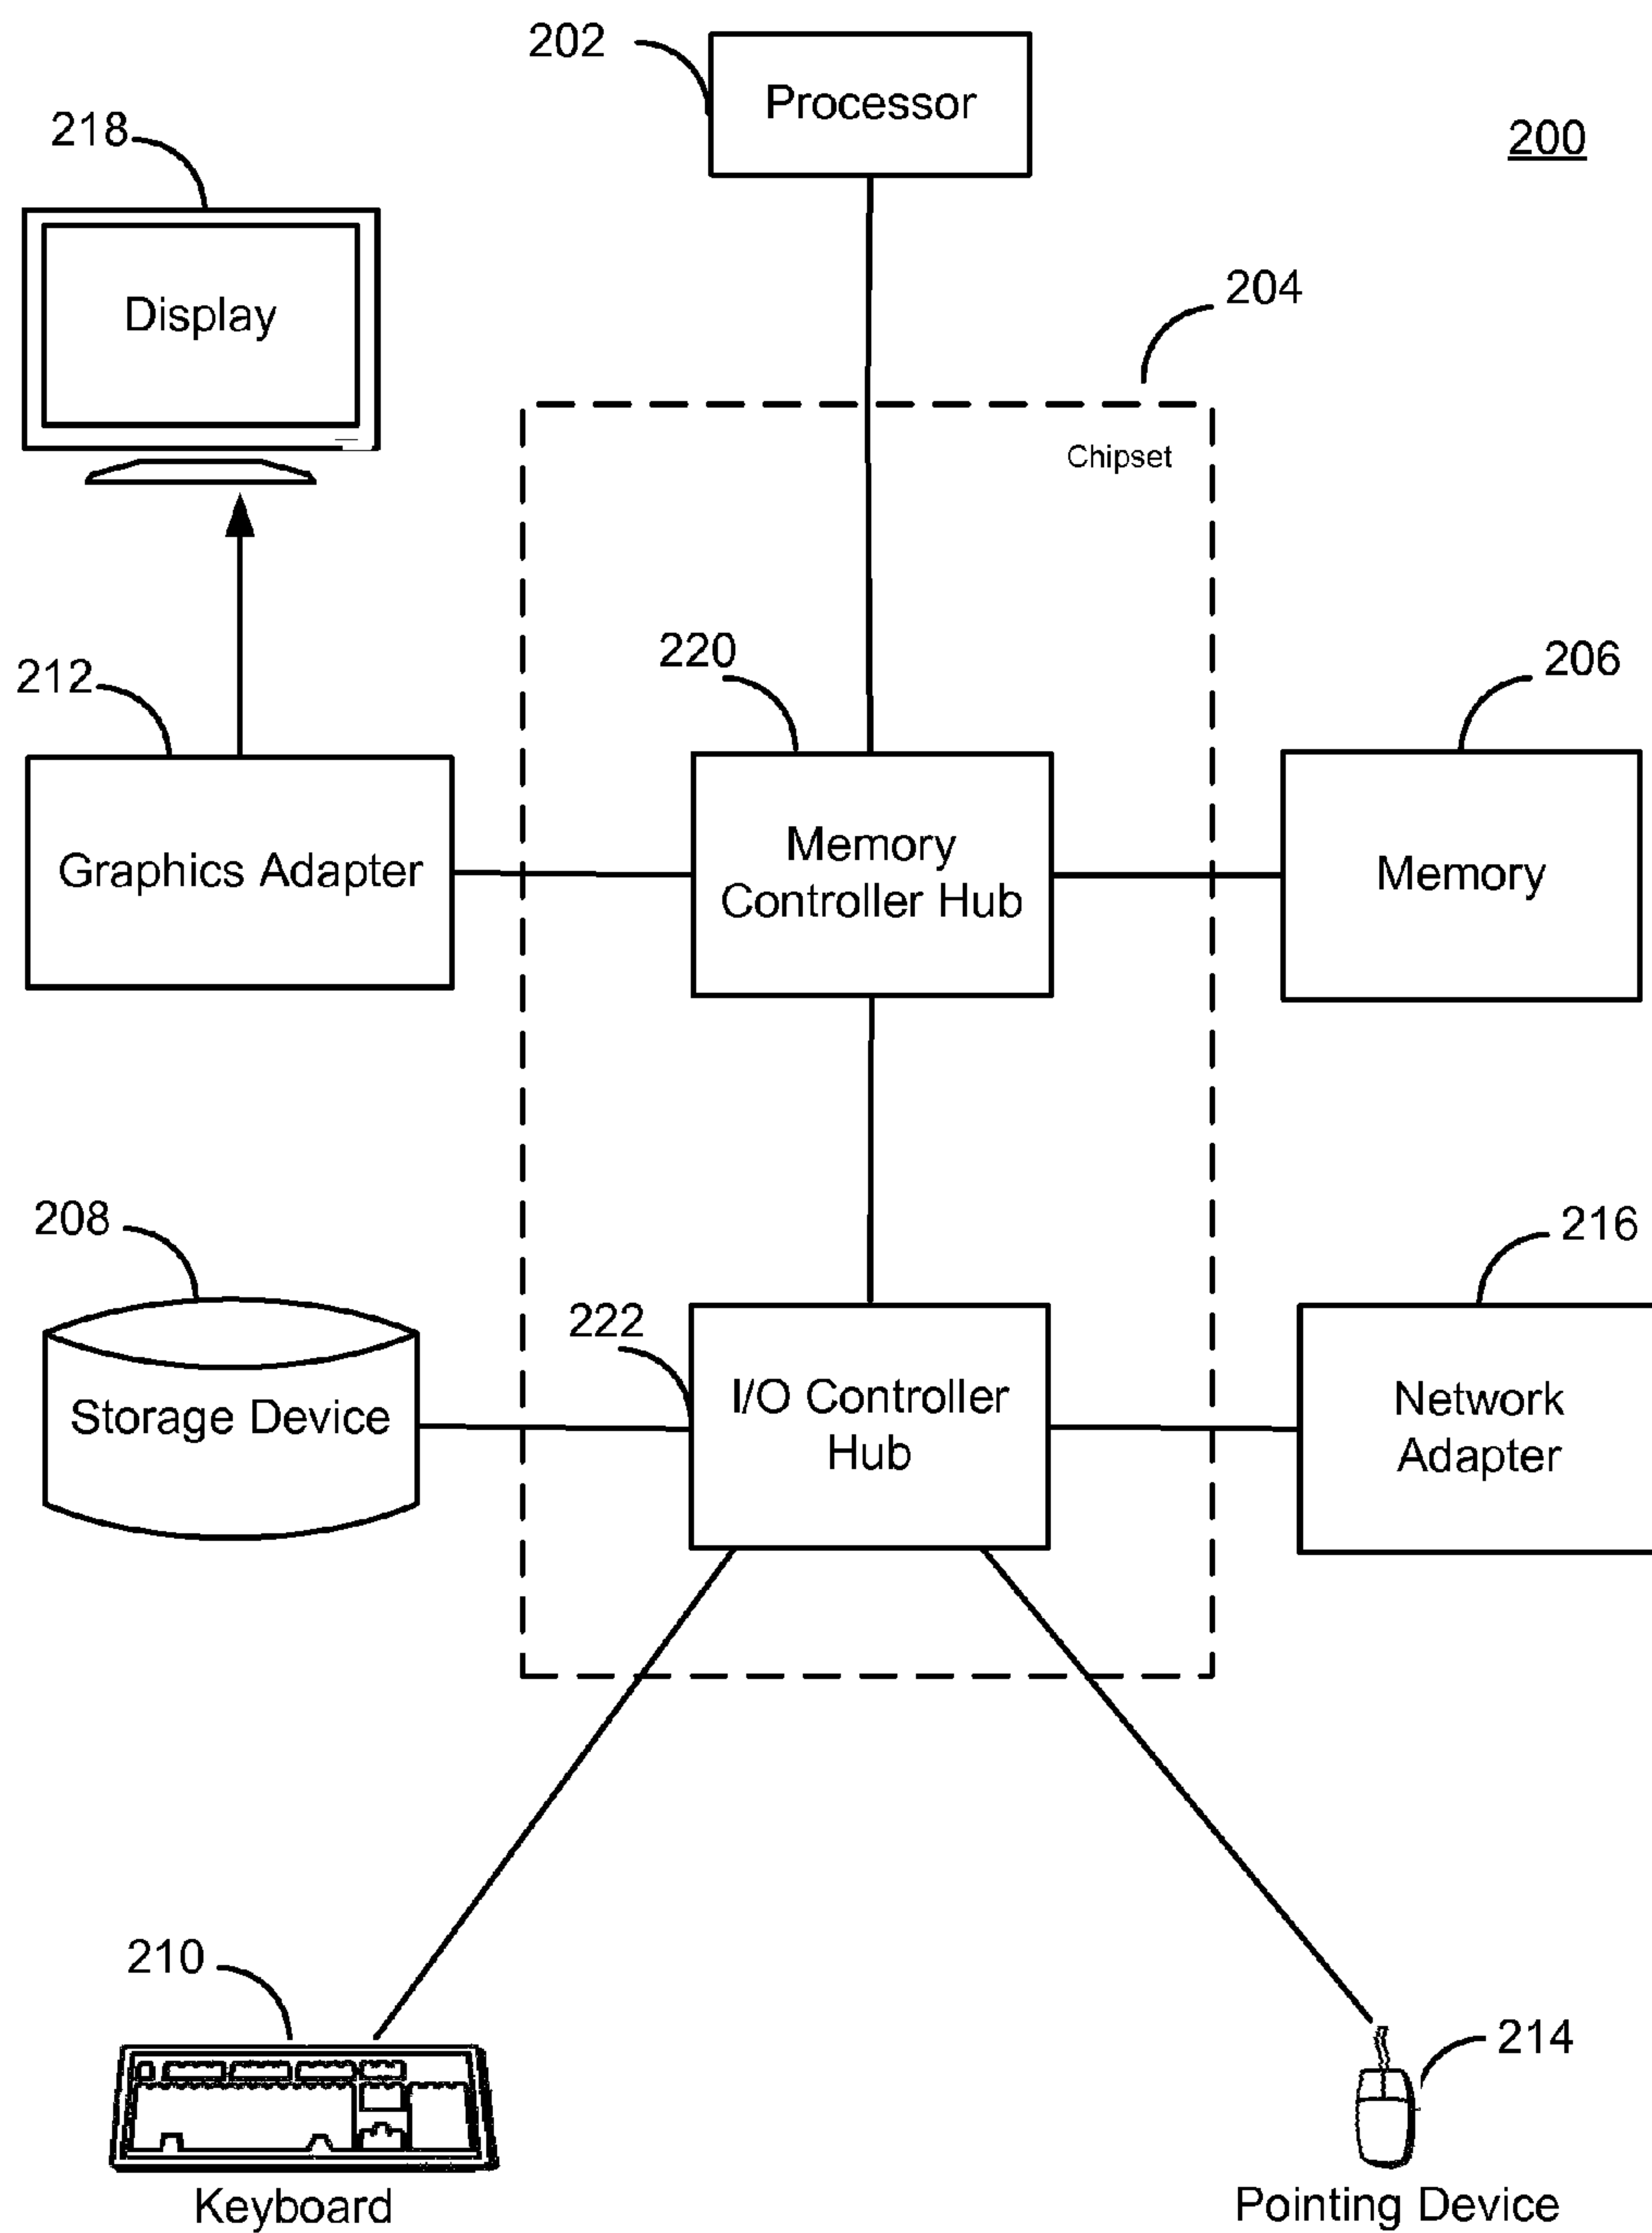 202
Processor
200
218
Display
204
Chipset
220
212
206
Graphics Adapter
Memory
Controller Hub
Memory
208
216
222
Storage Device
I/O Controller
Hub
Network
Adapter
210
214
Keyboard
Pointing Device